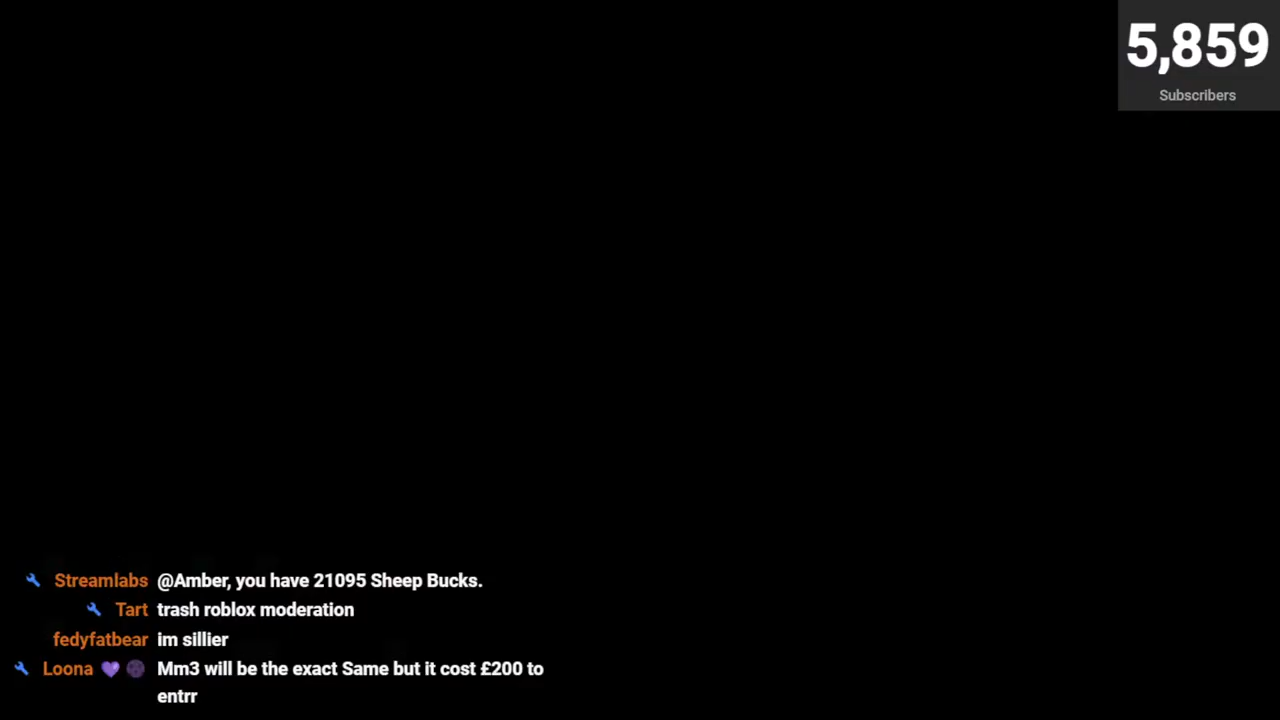 5,859
Subscribers
Streamlabs @Amber, you have 21095 Sheep Bucks.
Tart trash roblox moderation
fedyfatbear im sillier
Loona 💜 Mm3 will be the exact Same but it cost £200 to
entrr